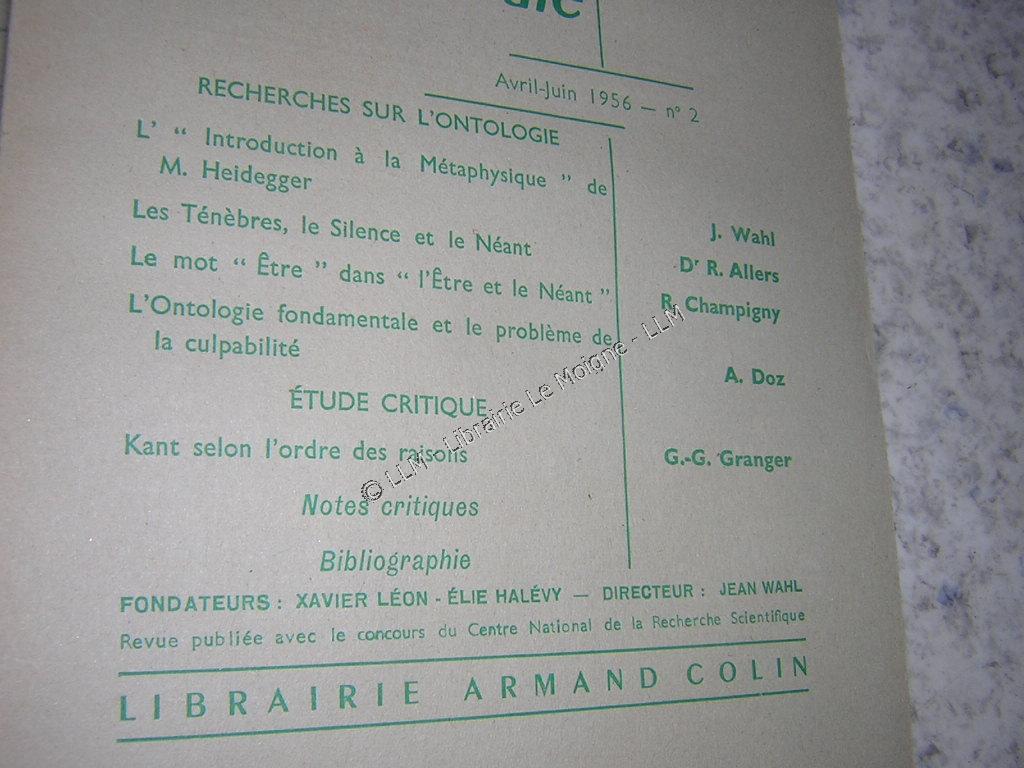 Avril-Juin 1956 — n° 2
RECHERCHES SUR L'ONTOLOGIE
L' " Introduction à la Métaphysique " de
M. Heidegger
J. Wahl
Les Ténèbres, le Silence et le Néant
Dr R. Allers
Le mot " Être " dans " l'Être et le Néant "
R. Champigny
L'Ontologie fondamentale et le problème de
la culpabilité
A. Doz
ÉTUDE CRITIQUE
Kant selon l'ordre des raisons
G.-G. Granger
Notes critiques
Bibliographie
FONDATEURS : XAVIER LÉON - ÉLIE HALÉVY — DIRECTEUR : JEAN WAHL
Revue publiée avec le concours du Centre National de la Recherche Scientifique
LIBRAIRIE ARMAND COLIN
© LLM - Librairie Le Moigne - LLM